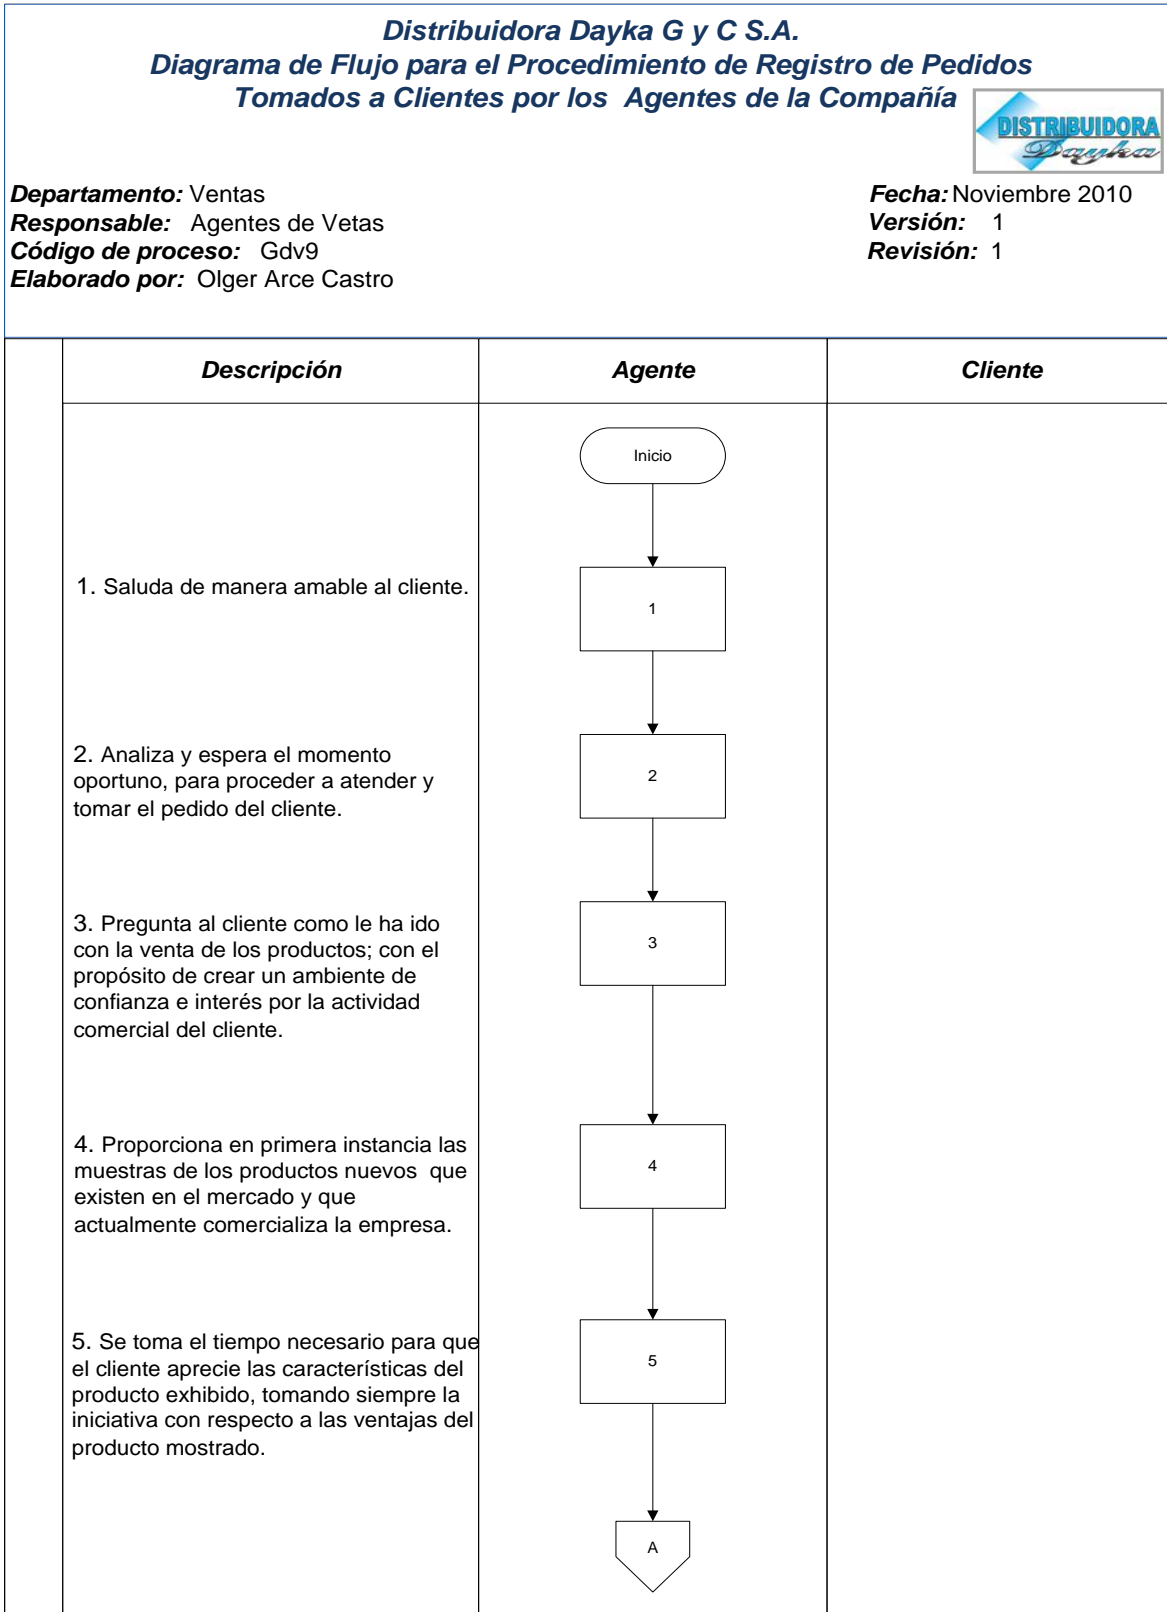 Distribuidora Dayka G y C S.A.
Diagrama de Flujo para el Procedimiento de Registro de Pedidos
Tomados a Clientes por los Agentes de la Compañía
DISTRIBUIDORA
Dayka
Departamento: Ventas
Responsable: Agentes de Vetas
Código de proceso: Gdv9
Elaborado por: Olger Arce Castro
Fecha: Noviembre 2010
Versión: 1
Revisión: 1
Descripción
Agente
Cliente
Inicio
1. Saluda de manera amable al cliente.
1
2. Analiza y espera el momento
oportuno, para proceder a atender y
tomar el pedido del cliente.
2
3. Pregunta al cliente como le ha ido
con la venta de los productos; con el
propósito de crear un ambiente de
confianza e interés por la actividad
comercial del cliente.
3
4. Proporciona en primera instancia las
muestras de los productos nuevos que
existen en el mercado y que
actualmente comercializa la empresa.
4
5. Se toma el tiempo necesario para que
el cliente aprecie las características del
producto exhibido, tomando siempre la
iniciativa con respecto a las ventajas del
producto mostrado.
5
A